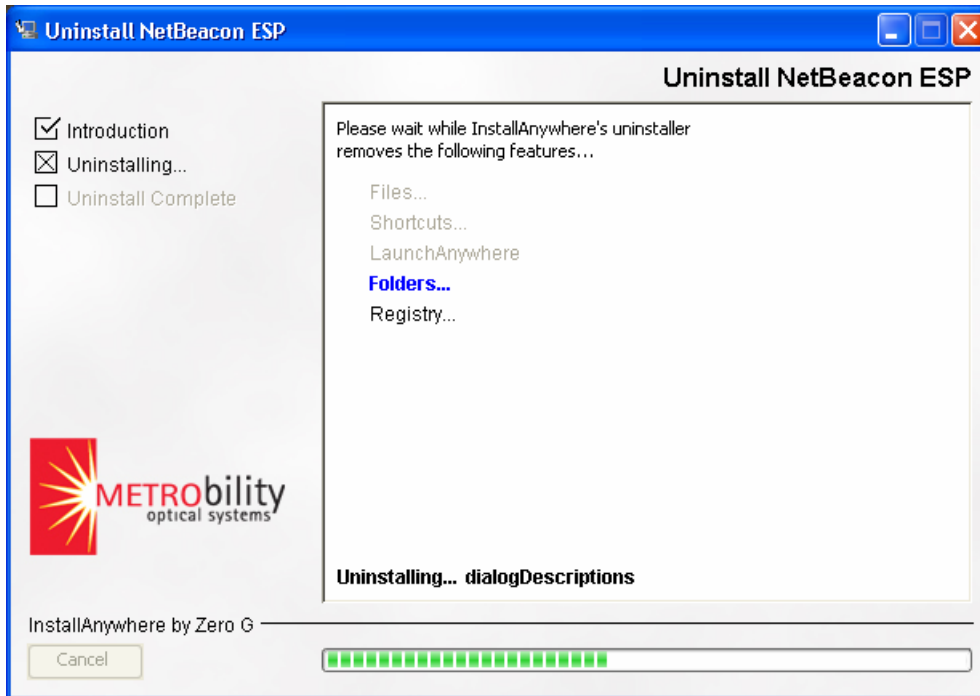 Uninstall NetBeacon ESP
Uninstall NetBeacon ESP
Introduction
Uninstalling...
Uninstall Complete
Please wait while InstallAnywhere's uninstaller
removes the following features...
Files...
Shortcuts...
LaunchAnywhere
Folders...
Registry...
METRObility
optical systems
Uninstalling... dialogDescriptions
InstallAnywhere by Zero G
Cancel